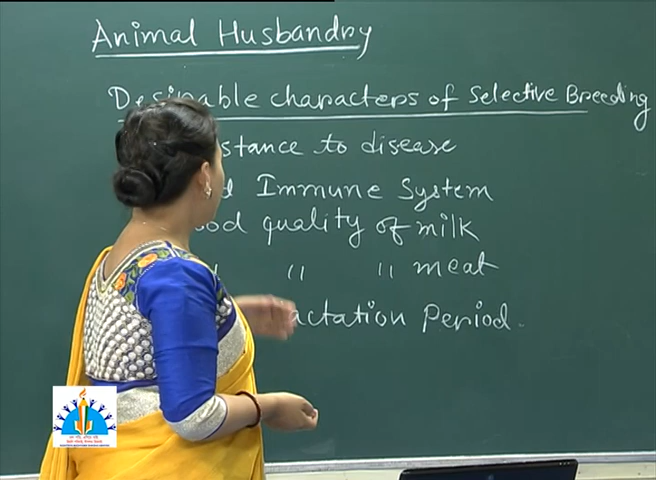 Animal Husbandry
Desirable characters of Selective Breeding
stance to disease
Immune System
ood quality of milk
" " meat
actation Period.